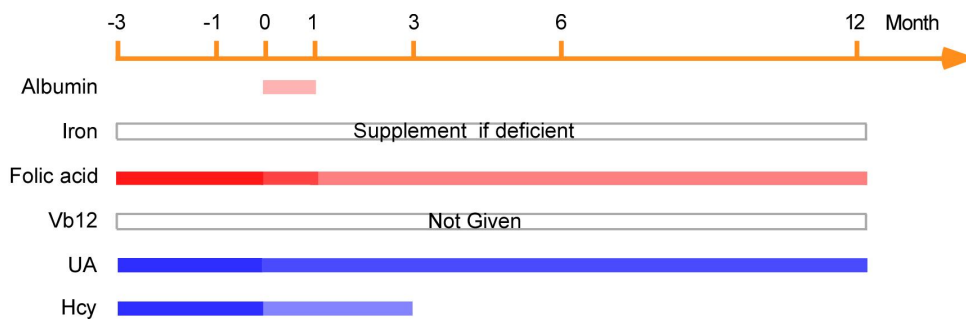 -3 -1 0 1 3 6 12 Month
Albumin
Iron Supplement if deficient
Folic acid
Vb12 Not Given
UA
Hcy